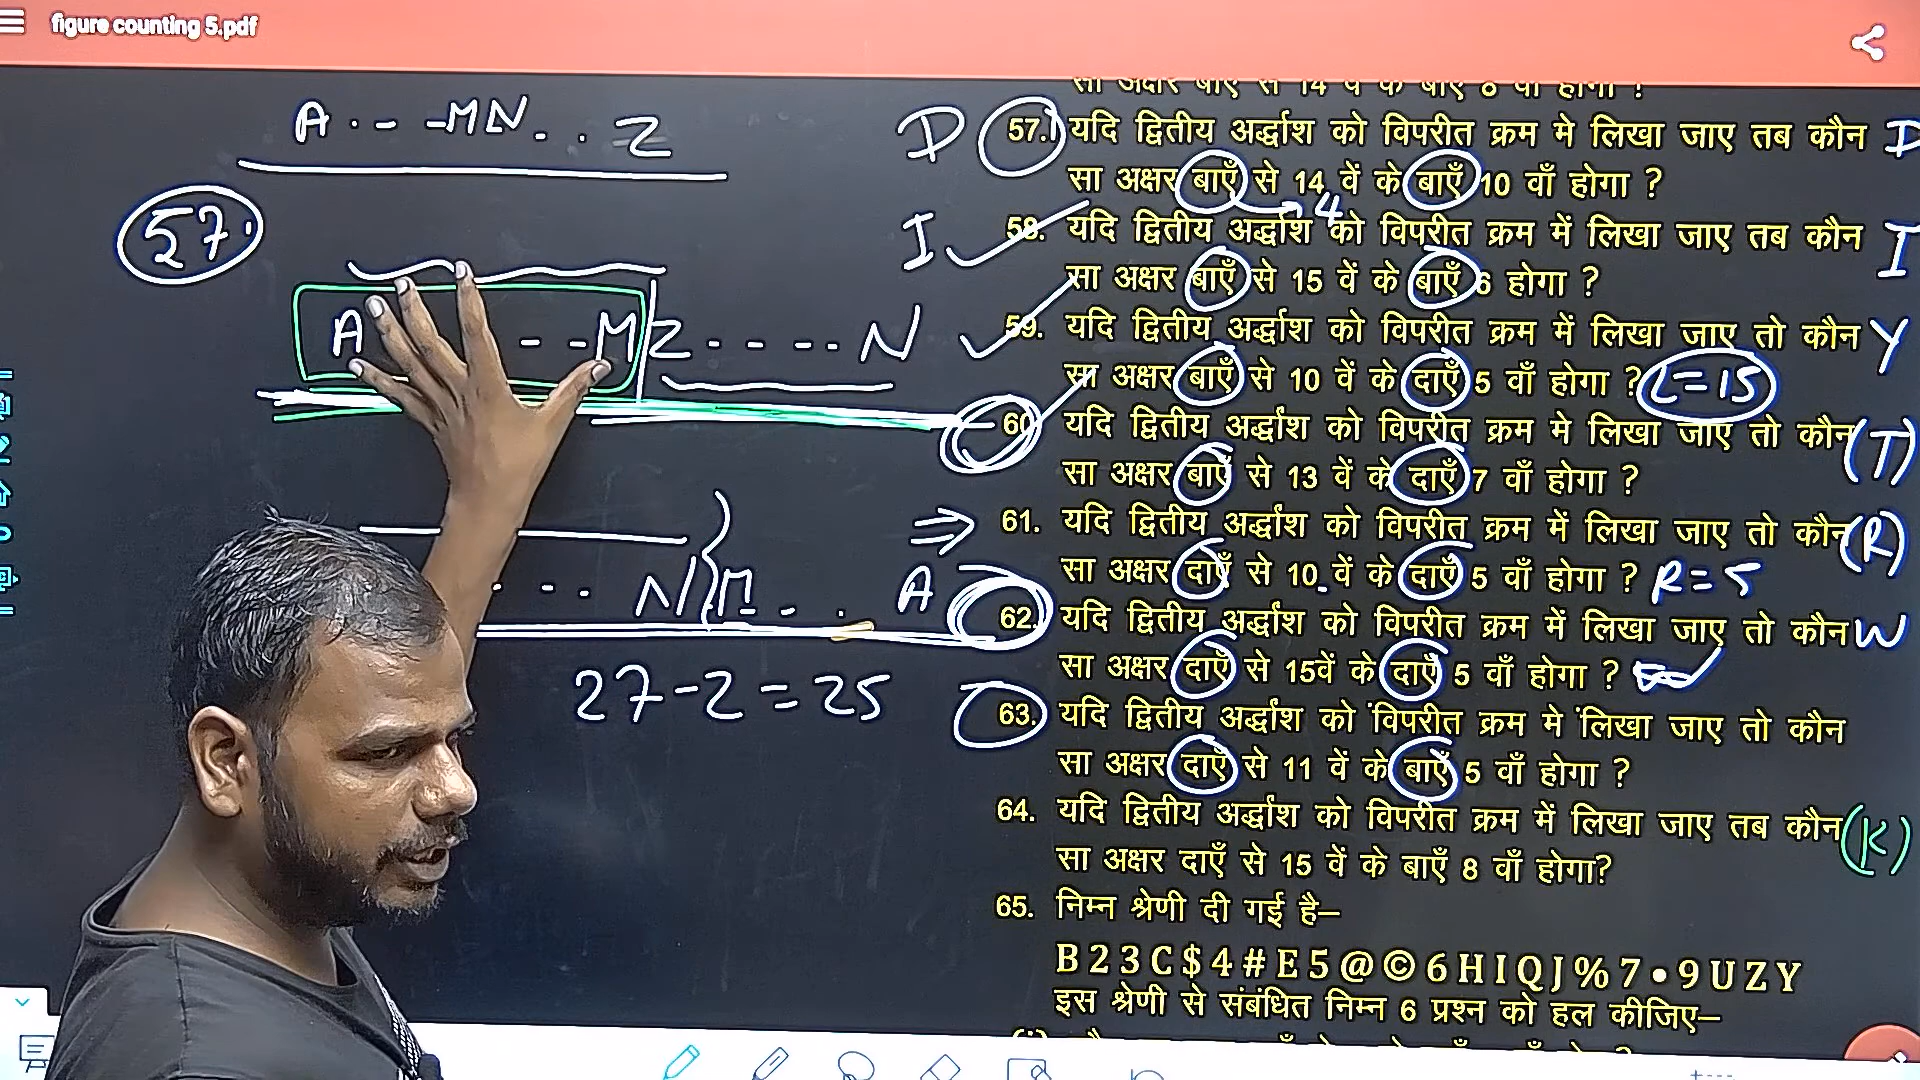 figure counting 5.pdf
A . - -MN- . . Z
57.
A - - -M Z - - - - - N
. . . N M - - . A
27-2=25
सा अक्षर बाएँ से 14 वें के बाएँ 8 वाँ होगा ?
D 57. यदि द्वितीय अर्द्धाश को विपरीत क्रम मे लिखा जाए तब कौन D
सा अक्षर बाएँ से 14 वें के बाएँ 10 वाँ होगा ?
4
I 58. यदि द्वितीय अर्द्धाश को विपरीत क्रम में लिखा जाए तब कौन I
सा अक्षर बाएँ से 15 वें के बाएँ 6 होगा ?
59. यदि द्वितीय अर्द्धाश को विपरीत क्रम में लिखा जाए तो कौन Y
सा अक्षर बाएँ से 10 वें के दाएँ 5 वाँ होगा ? L=15
60 यदि द्वितीय अर्द्धांश को विपरीत क्रम मे लिखा जाए तो कौन (T)
सा अक्षर बाएँ से 13 वें के दाएँ 7 वाँ होगा ?
61. यदि द्वितीय अर्द्धांश को विपरीत क्रम में लिखा जाए तो कौन (R)
सा अक्षर दाएँ से 10 वें के दाएँ 5 वाँ होगा ? R=5
62. यदि द्वितीय अर्द्धांश को विपरीत क्रम में लिखा जाए तो कौन W
सा अक्षर दाएँ से 15वें के दाएँ 5 वाँ होगा ?
63. यदि द्वितीय अर्द्धांश को विपरीत क्रम मे लिखा जाए तो कौन
सा अक्षर दाएँ से 11 वें के बाएँ 5 वाँ होगा ?
64. यदि द्वितीय अर्द्धांश को विपरीत क्रम में लिखा जाए तब कौन (K)
सा अक्षर दाएँ से 15 वें के बाएँ 8 वाँ होगा?
65. निम्न श्रेणी दी गई है–
B 2 3 C $ 4 # E 5 @ © 6 H I Q J % 7 • 9 U Z Y
इस श्रेणी से संबंधित निम्न 6 प्रश्न को हल कीजिए–